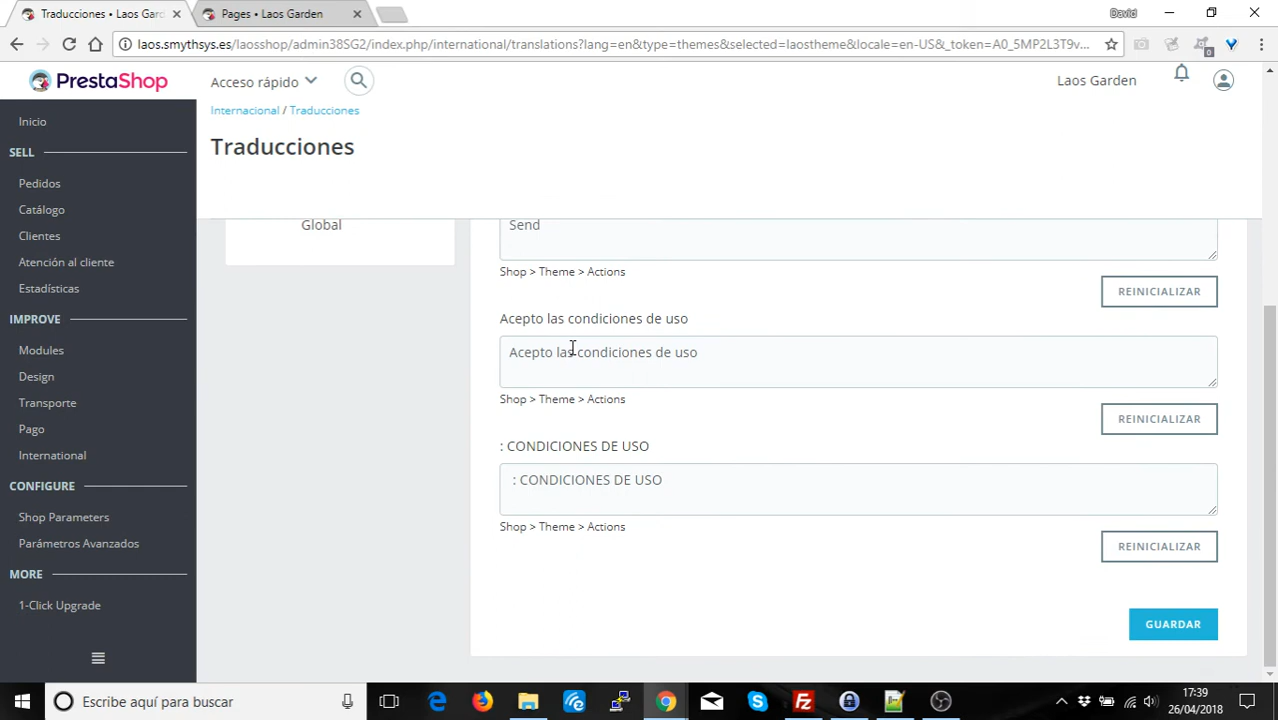 Traducciones • Laos Gard
Pages • Laos Garden
David
laos.smythsys.es/laosshop/admin38SG2/index.php/international/translations?lang=en&type=themes&selected=laostheme&locale=en-US&_token=A0_5MP2L3T9v...
0
PrestaShop
Acceso rápido
Laos Garden
Internacional / Traducciones
Traducciones
Inicio
SELL
Pedidos
Catálogo
Clientes
Atención al cliente
Estadísticas
IMPROVE
Modules
Design
Transporte
Pago
International
CONFIGURE
Shop Parameters
Parámetros Avanzados
MORE
1-Click Upgrade
Global
Send
Shop > Theme > Actions
REINICIALIZAR
Acepto las condiciones de uso
Acepto las condiciones de uso
Shop > Theme > Actions
REINICIALIZAR
: CONDICIONES DE USO
: CONDICIONES DE USO
Shop > Theme > Actions
REINICIALIZAR
GUARDAR
Escribe aquí para buscar
17:39
26/04/2018